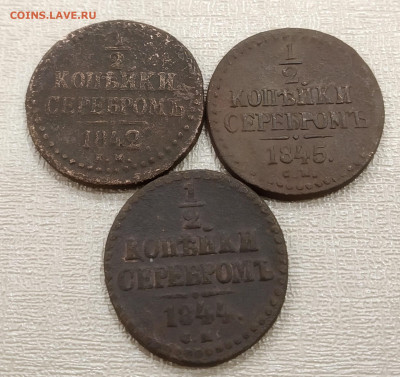 COINS.LAVE.RU
1
2
КОПѢЙКИ
СЕРЕБРОМЪ
1842
1
2.
КОПѢЙКИ
СЕРЕБРОМЪ
1845.
С.М.
1
2.
КОПѢЙКИ
СЕРЕБРОМЪ
1844.